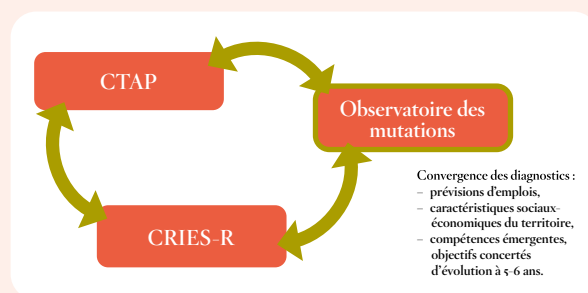 CTAP
Observatoire des
mutations
CRIES-R
Convergence des diagnostics :
– prévisions d’emplois,
– caractéristiques sociaux-
économiques du territoire,
– compétences émergentes,
objectifs concertés
d’évolution à 5-6 ans.